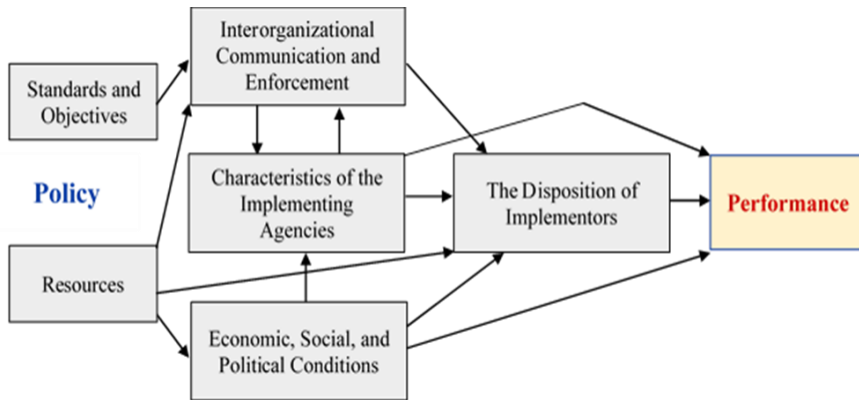 Interorganizational
Communication and
Enforcement
Standards and
Objectives
Policy
Characteristics of the
Implementing
Agencies
The Disposition of
Implementors
Performance
Resources
Economic, Social, and
Political Conditions